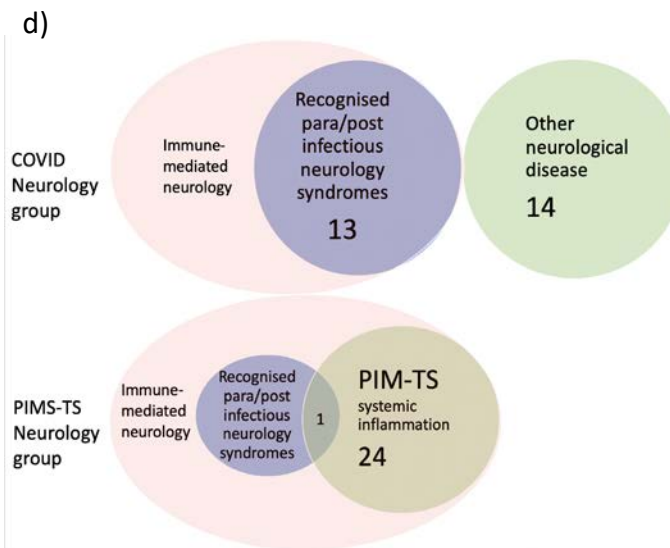 d)
COVID
Neurology
group
Immune-
mediated
neurology
Recognised
para/post
infectious
neurology
syndromes
13
Other
neurological
disease
14
PIMS-TS
Neurology
group
Immune-
mediated
neurology
Recognised
para/post
infectious
neurology
syndromes
1
PIM-TS
systemic
inflammation
24